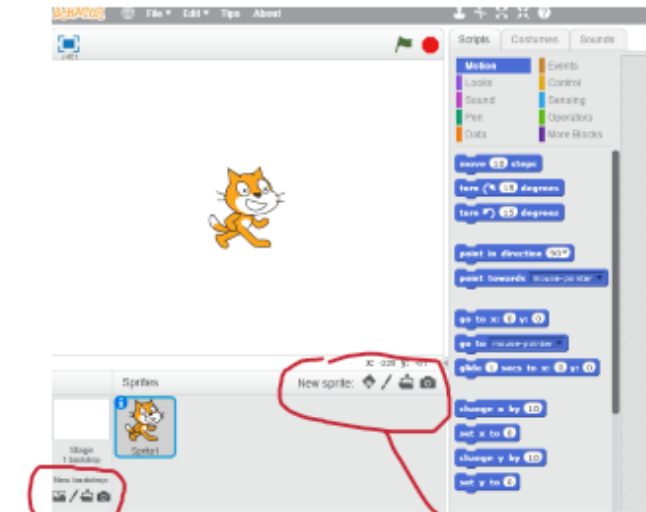 SCRATCH File▼ Edit▼ Tips About
v461
Scripts Costumes Sounds
Motion Events
Looks Control
Sound Sensing
Pen Operators
Data More Blocks
move 10 steps
turn 15 degrees
turn 15 degrees
point in direction 90▼
point towards mouse-pointer
go to x: 0 y: 0
go to mouse-pointer
glide 1 secs to x: 0 y: 0
change x by 10
set x to 0
change y by 10
set y to 0
x: y:
Sprites New sprite:
Sprite1
Stage
1 backdrop
New backdrop: